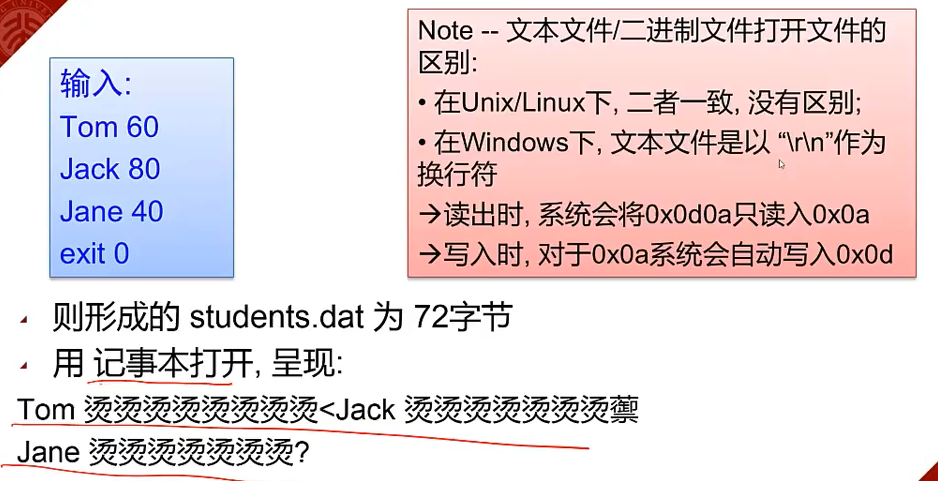 输入:
Tom 60
Jack 80
Jane 40
exit 0
Note -- 文本文件/二进制文件打开文件的
区别:
• 在Unix/Linux下, 二者一致, 没有区别;
• 在Windows下, 文本文件是以 “\r\n”作为
换行符
→读出时, 系统会将0x0d0a只读入0x0a
→写入时, 对于0x0a系统会自动写入0x0d
则形成的 students.dat 为 72字节
用 记事本打开, 呈现:
Tom 烫烫烫烫烫烫烫烫<Jack 烫烫烫烫烫烫烫蘌
Jane 烫烫烫烫烫烫烫?